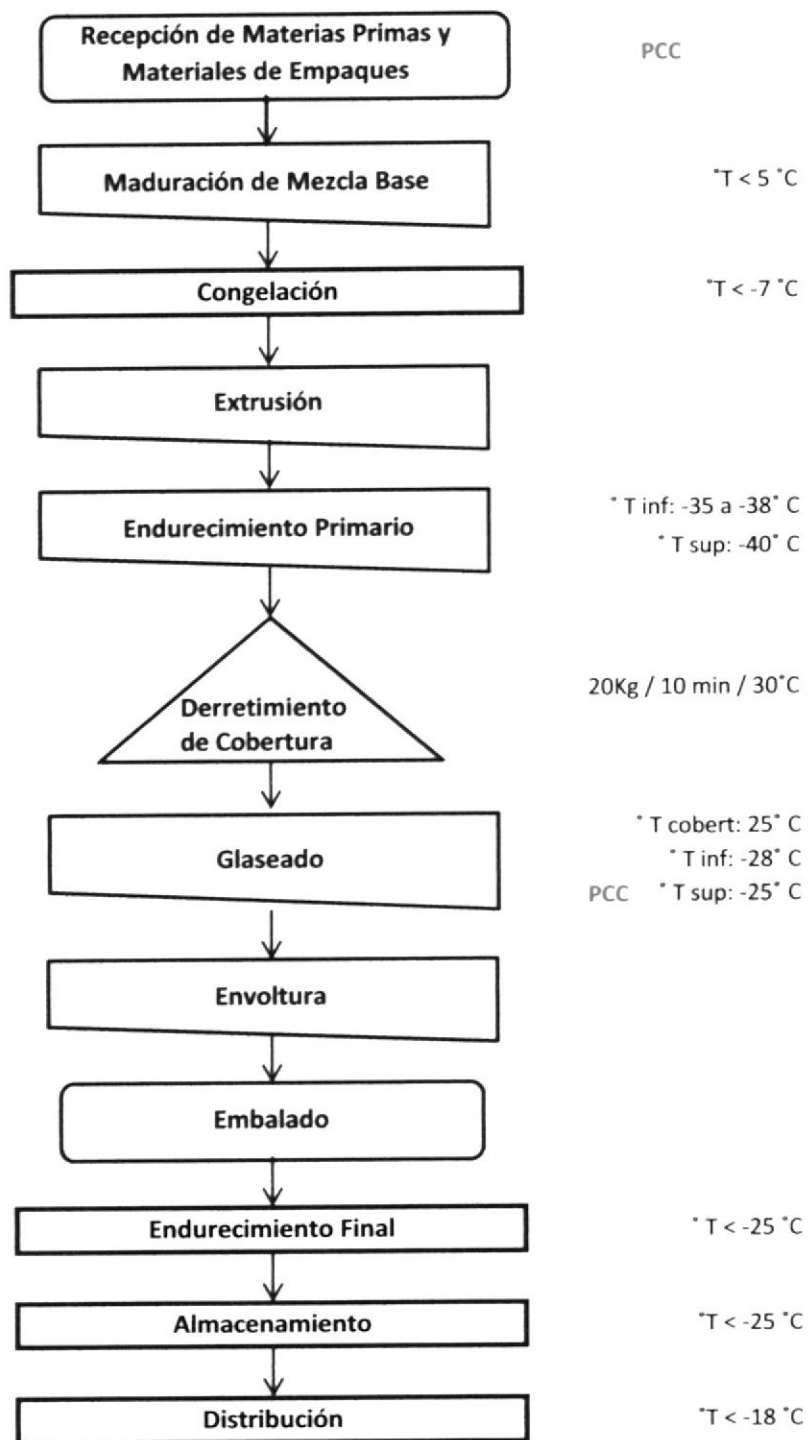 Recepción de Materias Primas y
Materiales de Empaques
PCC
Maduración de Mezcla Base
°T < 5 °C
Congelación
°T < -7 °C
Extrusión
Endurecimiento Primario
° T inf: -35 a -38° C
° T sup: -40° C
Derretimiento
de Cobertura
20Kg / 10 min / 30°C
Glaseado
° T cobert: 25° C
° T inf: -28° C
PCC ° T sup: -25° C
Envoltura
Embalado
Endurecimiento Final
° T < -25 °C
Almacenamiento
°T < -25 °C
Distribución
°T < -18 °C